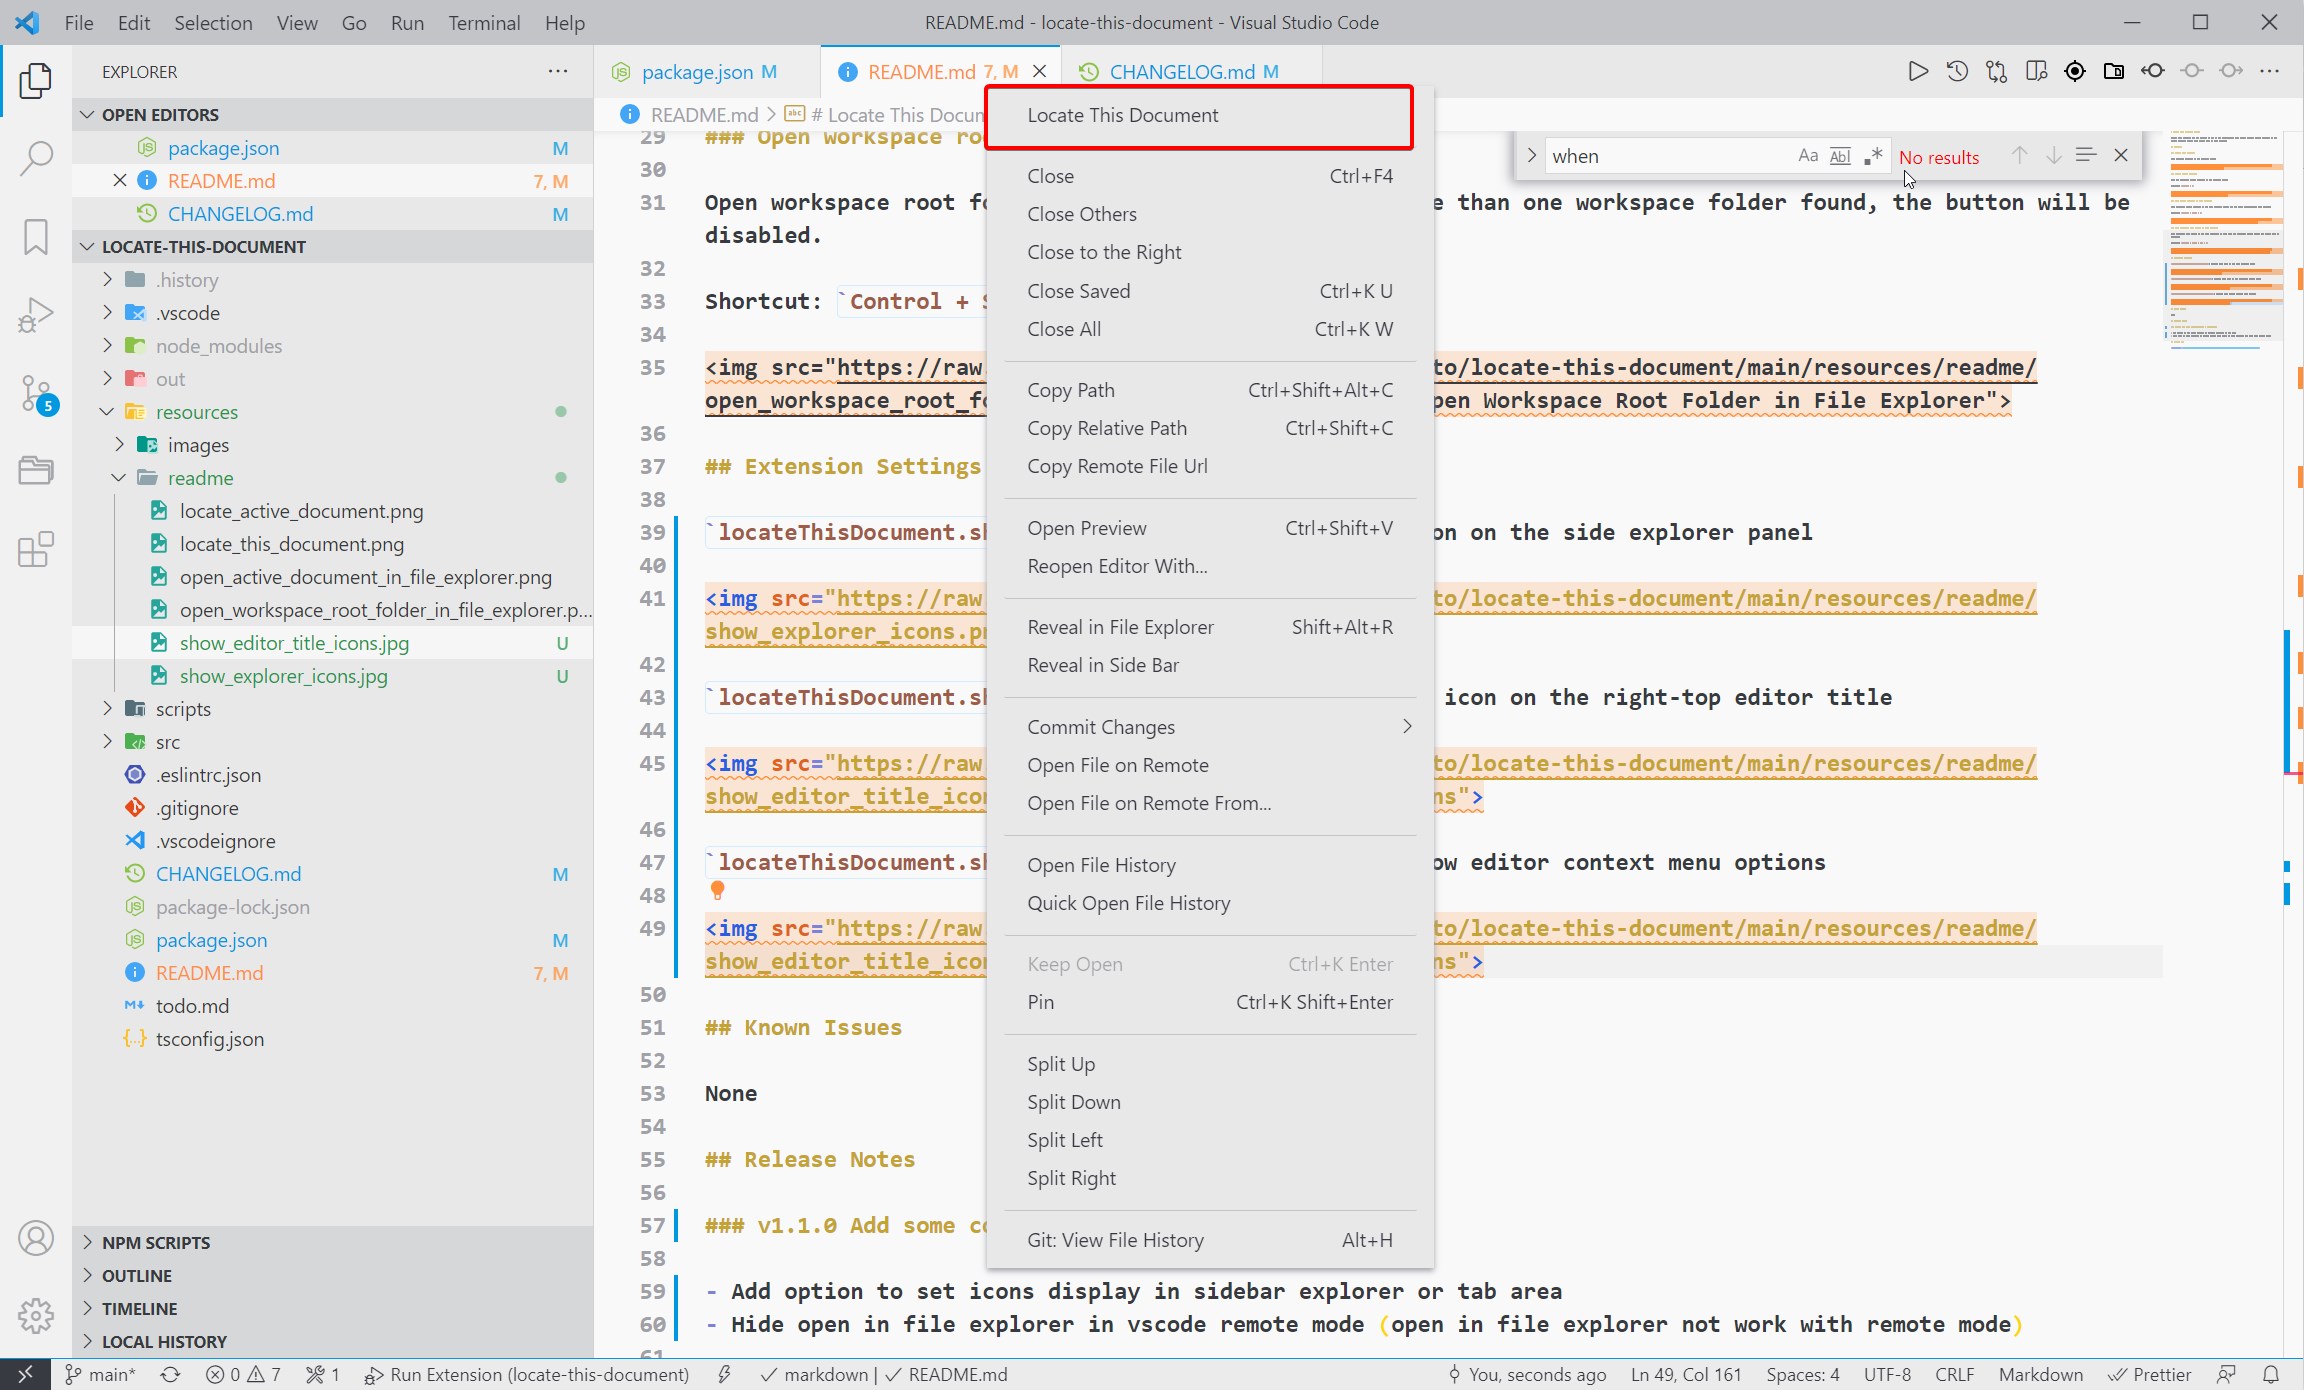 File Edit Selection View Go Run Terminal Help
README.md - locate-this-document - Visual Studio Code
EXPLORER
OPEN EDITORS
package.json M
README.md 7, M
CHANGELOG.md M
LOCATE-THIS-DOCUMENT
.history
.vscode
node_modules
out
resources
images
readme
locate_active_document.png
locate_this_document.png
open_active_document_in_file_explorer.png
open_workspace_root_folder_in_file_explorer.p...
show_editor_title_icons.jpg U
show_explorer_icons.jpg U
scripts
src
.eslintrc.json
.gitignore
.vscodeignore
CHANGELOG.md M
package-lock.json
package.json M
README.md 7, M
todo.md
tsconfig.json
NPM SCRIPTS
OUTLINE
TIMELINE
LOCAL HISTORY
5
package.json M
README.md 7, M
CHANGELOG.md M
README.md > # Locate This Docun
when
Aa Abl .* No results
29 ### Open workspace ro
30
31 Open workspace root fo e than one workspace folder found, the button will be
disabled.
32
33 Shortcut: `Control + S
34
35 <img src="https://raw to/locate-this-document/main/resources/readme/
open_workspace_root_fo pen Workspace Root Folder in File Explorer">
36
37 ## Extension Settings
38
39 `locateThisDocument.sh on on the side explorer panel
40
41 <img src="https://raw to/locate-this-document/main/resources/readme/
show_explorer_icons.pn
42
43 `locateThisDocument.sh icon on the right-top editor title
44
45 <img src="https://raw to/locate-this-document/main/resources/readme/
show_editor_title_icon ns">
46
47 `locateThisDocument.sh ow editor context menu options
48
49 <img src="https://raw to/locate-this-document/main/resources/readme/
show_editor_title_icon ns">
50
51 ## Known Issues
52
53 None
54
55 ## Release Notes
56
57 ### v1.1.0 Add some co
58
59 - Add option to set icons display in sidebar explorer or tab area
60 - Hide open in file explorer in vscode remote mode (open in file explorer not work with remote mode)
61
Locate This Document
Close Ctrl+F4
Close Others
Close to the Right
Close Saved Ctrl+K U
Close All Ctrl+K W
Copy Path Ctrl+Shift+Alt+C
Copy Relative Path Ctrl+Shift+C
Copy Remote File Url
Open Preview Ctrl+Shift+V
Reopen Editor With...
Reveal in File Explorer Shift+Alt+R
Reveal in Side Bar
Commit Changes
Open File on Remote
Open File on Remote From...
Open File History
Quick Open File History
Keep Open Ctrl+K Enter
Pin Ctrl+K Shift+Enter
Split Up
Split Down
Split Left
Split Right
Git: View File History Alt+H
main* 0 7 1 Run Extension (locate-this-document) markdown | README.md You, seconds ago Ln 49, Col 161 Spaces: 4 UTF-8 CRLF Markdown Prettier